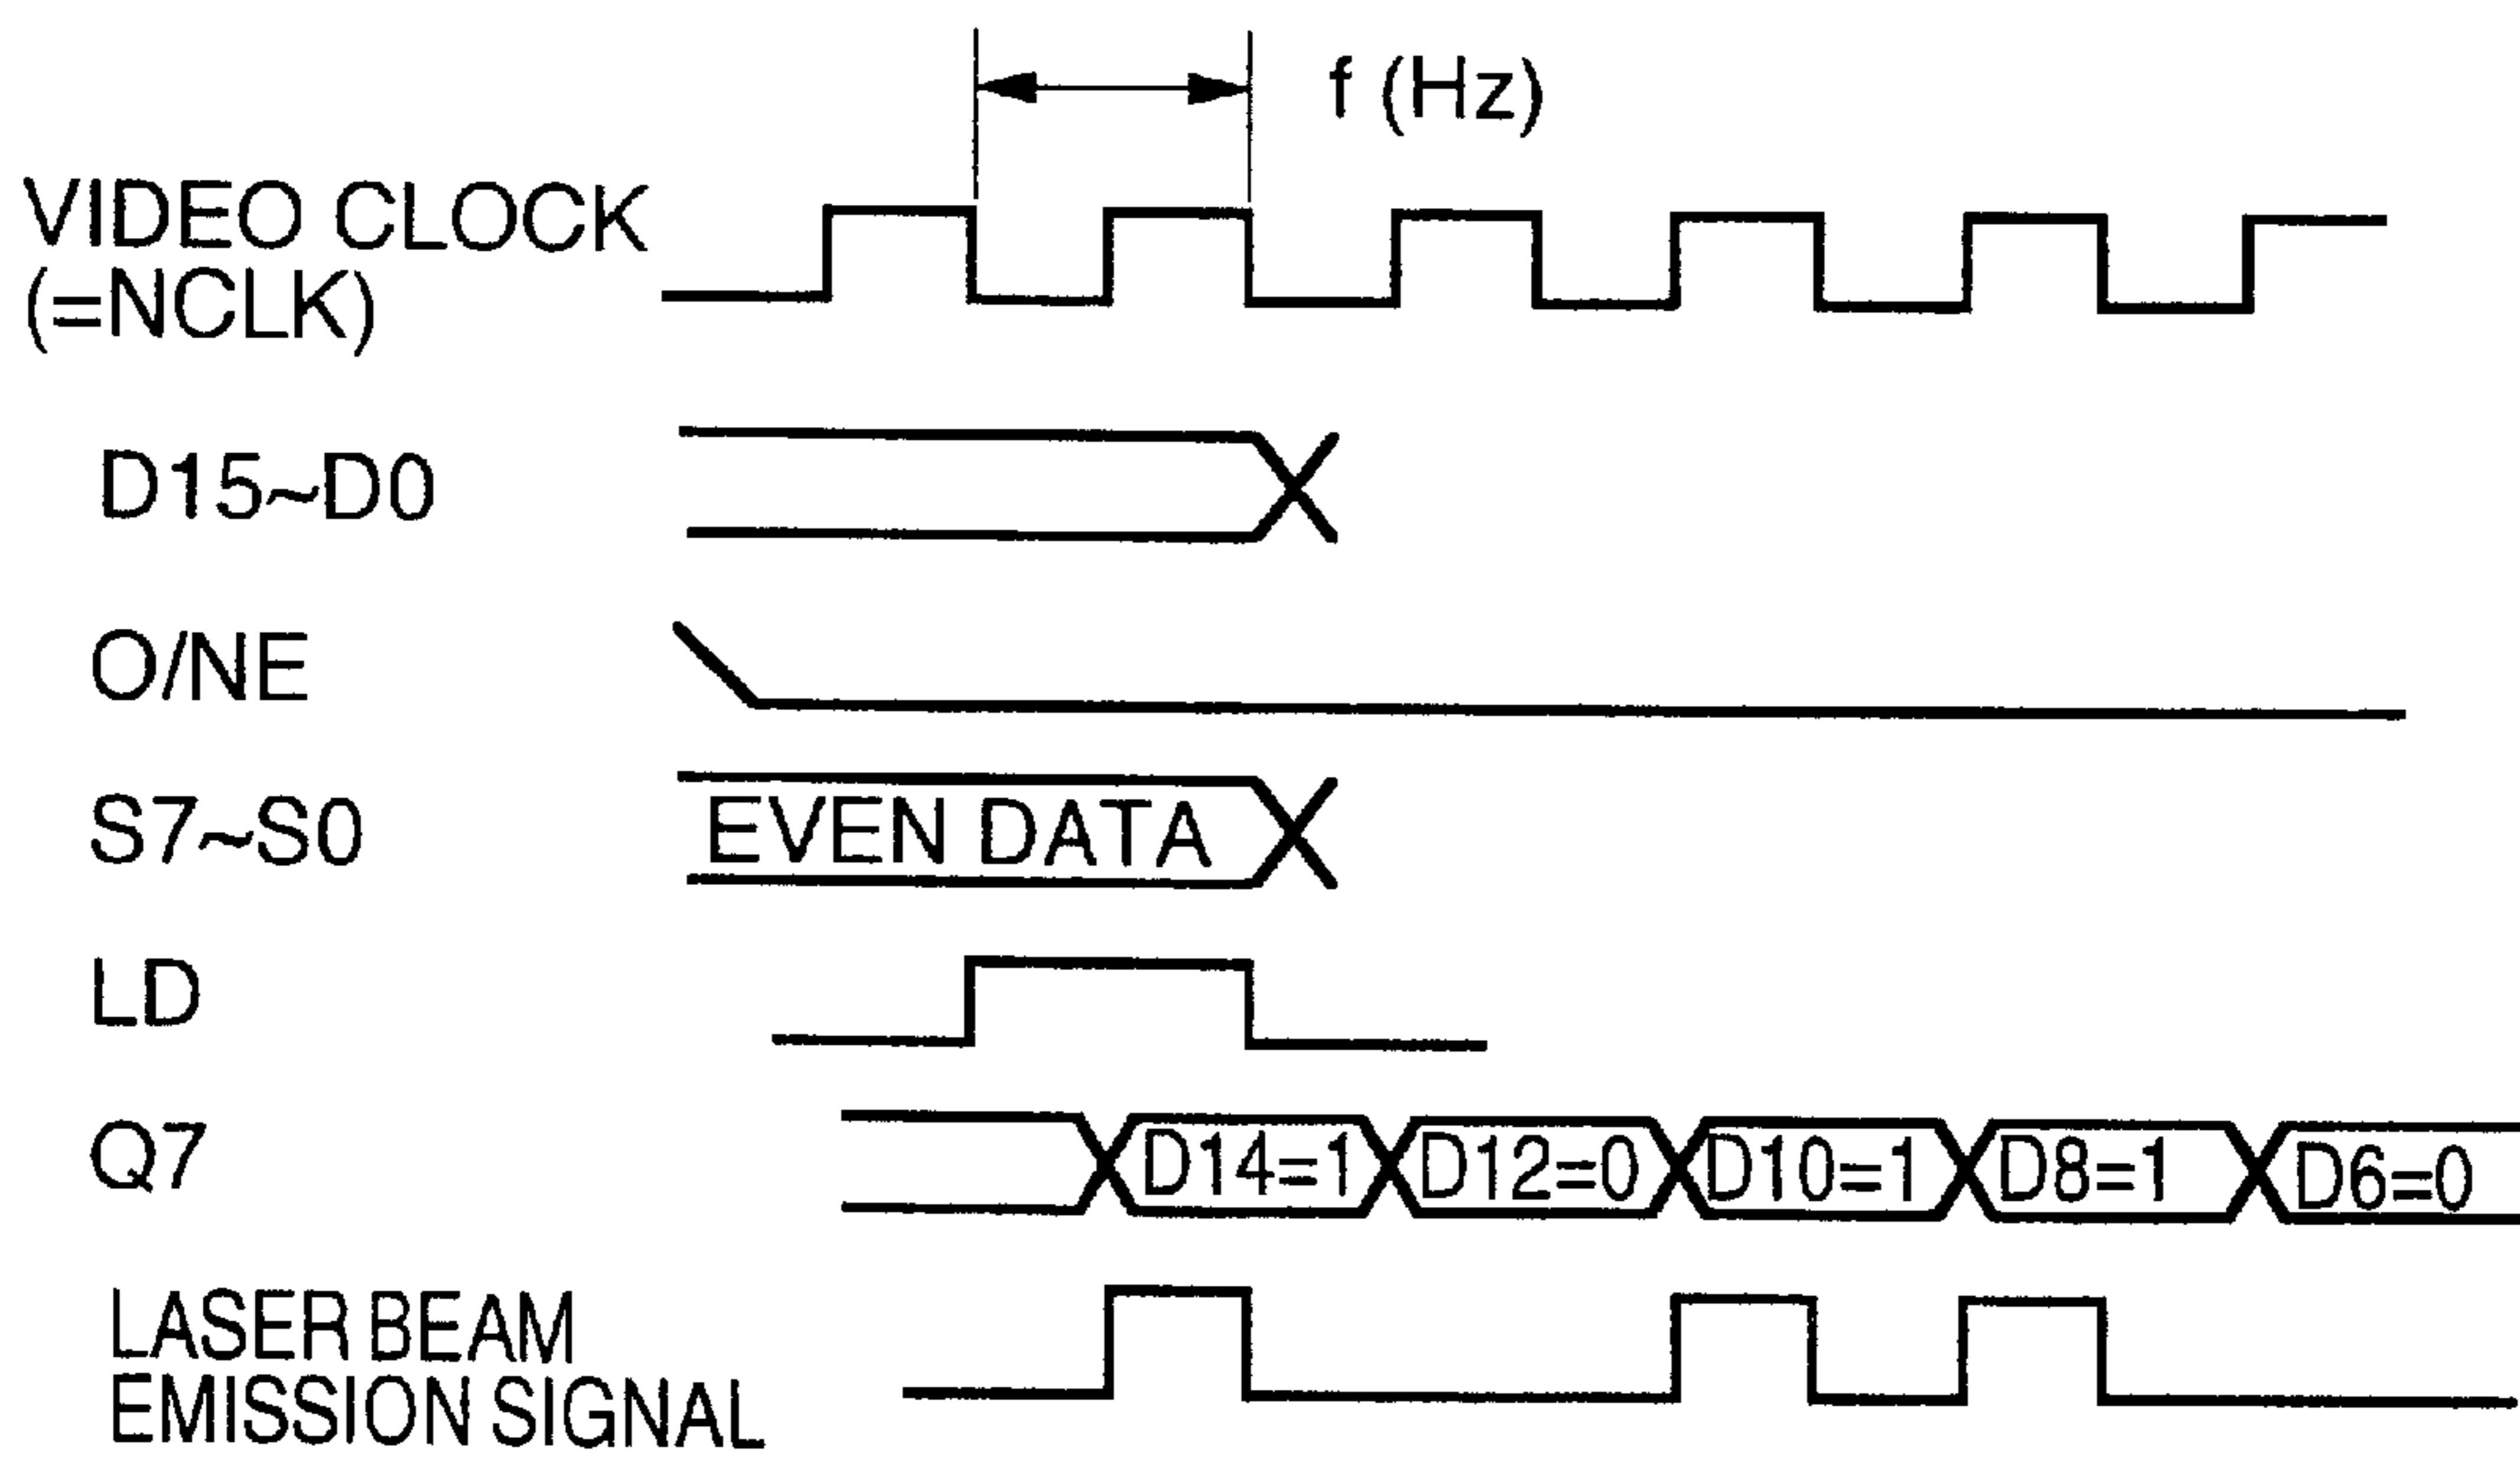 f (Hz)
VIDEO CLOCK
(=NCLK)
D15~D0
O/NE
S7~S0
EVEN DATA
LD
Q7
D14=1
D12=0
D10=1
D8=1
D6=0
LASER BEAM
EMISSION SIGNAL